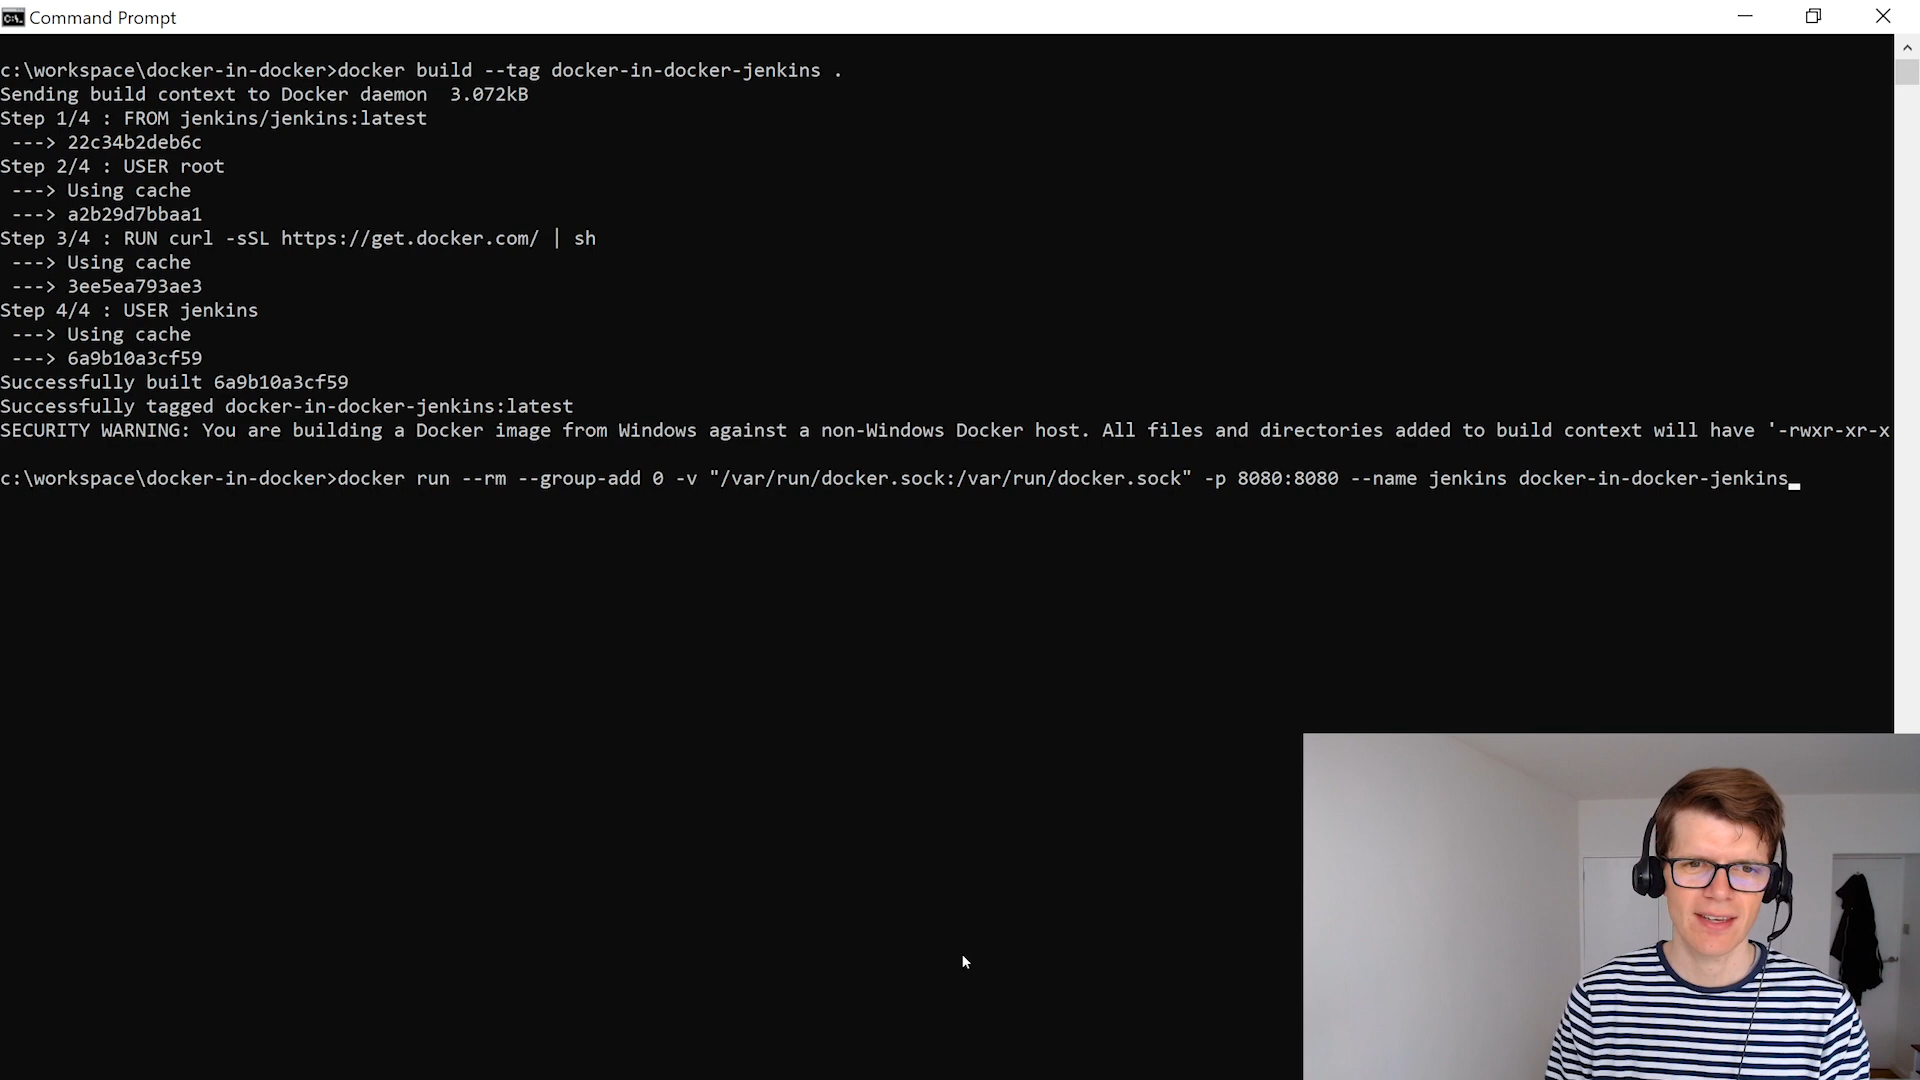 Command Prompt
c:\workspace\docker-in-docker>docker build --tag docker-in-docker-jenkins .
Sending build context to Docker daemon  3.072kB
Step 1/4 : FROM jenkins/jenkins:latest
 ---> 22c34b2deb6c
Step 2/4 : USER root
 ---> Using cache
 ---> a2b29d7bbaa1
Step 3/4 : RUN curl -sSL https://get.docker.com/ | sh
 ---> Using cache
 ---> 3ee5ea793ae3
Step 4/4 : USER jenkins
 ---> Using cache
 ---> 6a9b10a3cf59
Successfully built 6a9b10a3cf59
Successfully tagged docker-in-docker-jenkins:latest
SECURITY WARNING: You are building a Docker image from Windows against a non-Windows Docker host. All files and directories added to build context will have '-rwxr-xr-x
c:\workspace\docker-in-docker>docker run --rm --group-add 0 -v "/var/run/docker.sock:/var/run/docker.sock" -p 8080:8080 --name jenkins docker-in-docker-jenkins